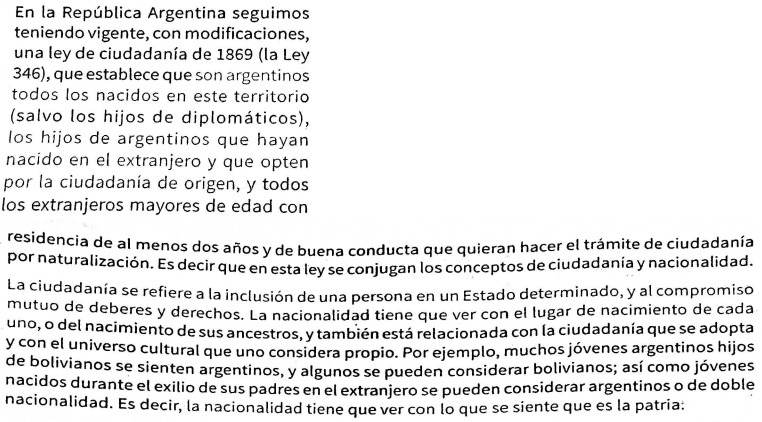 En la República Argentina seguimos
teniendo vigente, con modificaciones,
una ley de ciudadanía de 1869 (la Ley
346), que establece que son argentinos
todos los nacidos en este territorio
(salvo los hijos de diplomáticos),
los hijos de argentinos que hayan
nacido en el extranjero y que opten
por la ciudadanía de origen, y todos
los extranjeros mayores de edad con
residencia de al menos dos años y de buena conducta que quieran hacer el trámite de ciudadanía
por naturalización. Es decir que en esta ley se conjugan los conceptos de ciudadanía y nacionalidad.
La ciudadanía se refiere a la inclusión de una persona en un Estado determinado, y al compromiso
mutuo de deberes y derechos. La nacionalidad tiene que ver con el lugar de nacimiento de cada
uno, o del nacimiento de sus ancestros, y también está relacionada con la ciudadanía que se adopta
y con el universo cultural que uno considera propio. Por ejemplo, muchos jóvenes argentinos hijos
de bolivianos se sienten argentinos, y algunos se pueden considerar bolivianos; así como jóvenes
nacidos durante el exilio de sus padres en el extranjero se pueden considerar argentinos o de doble
nacionalidad. Es decir, la nacionalidad tiene que ver con lo que se siente que es la patria.